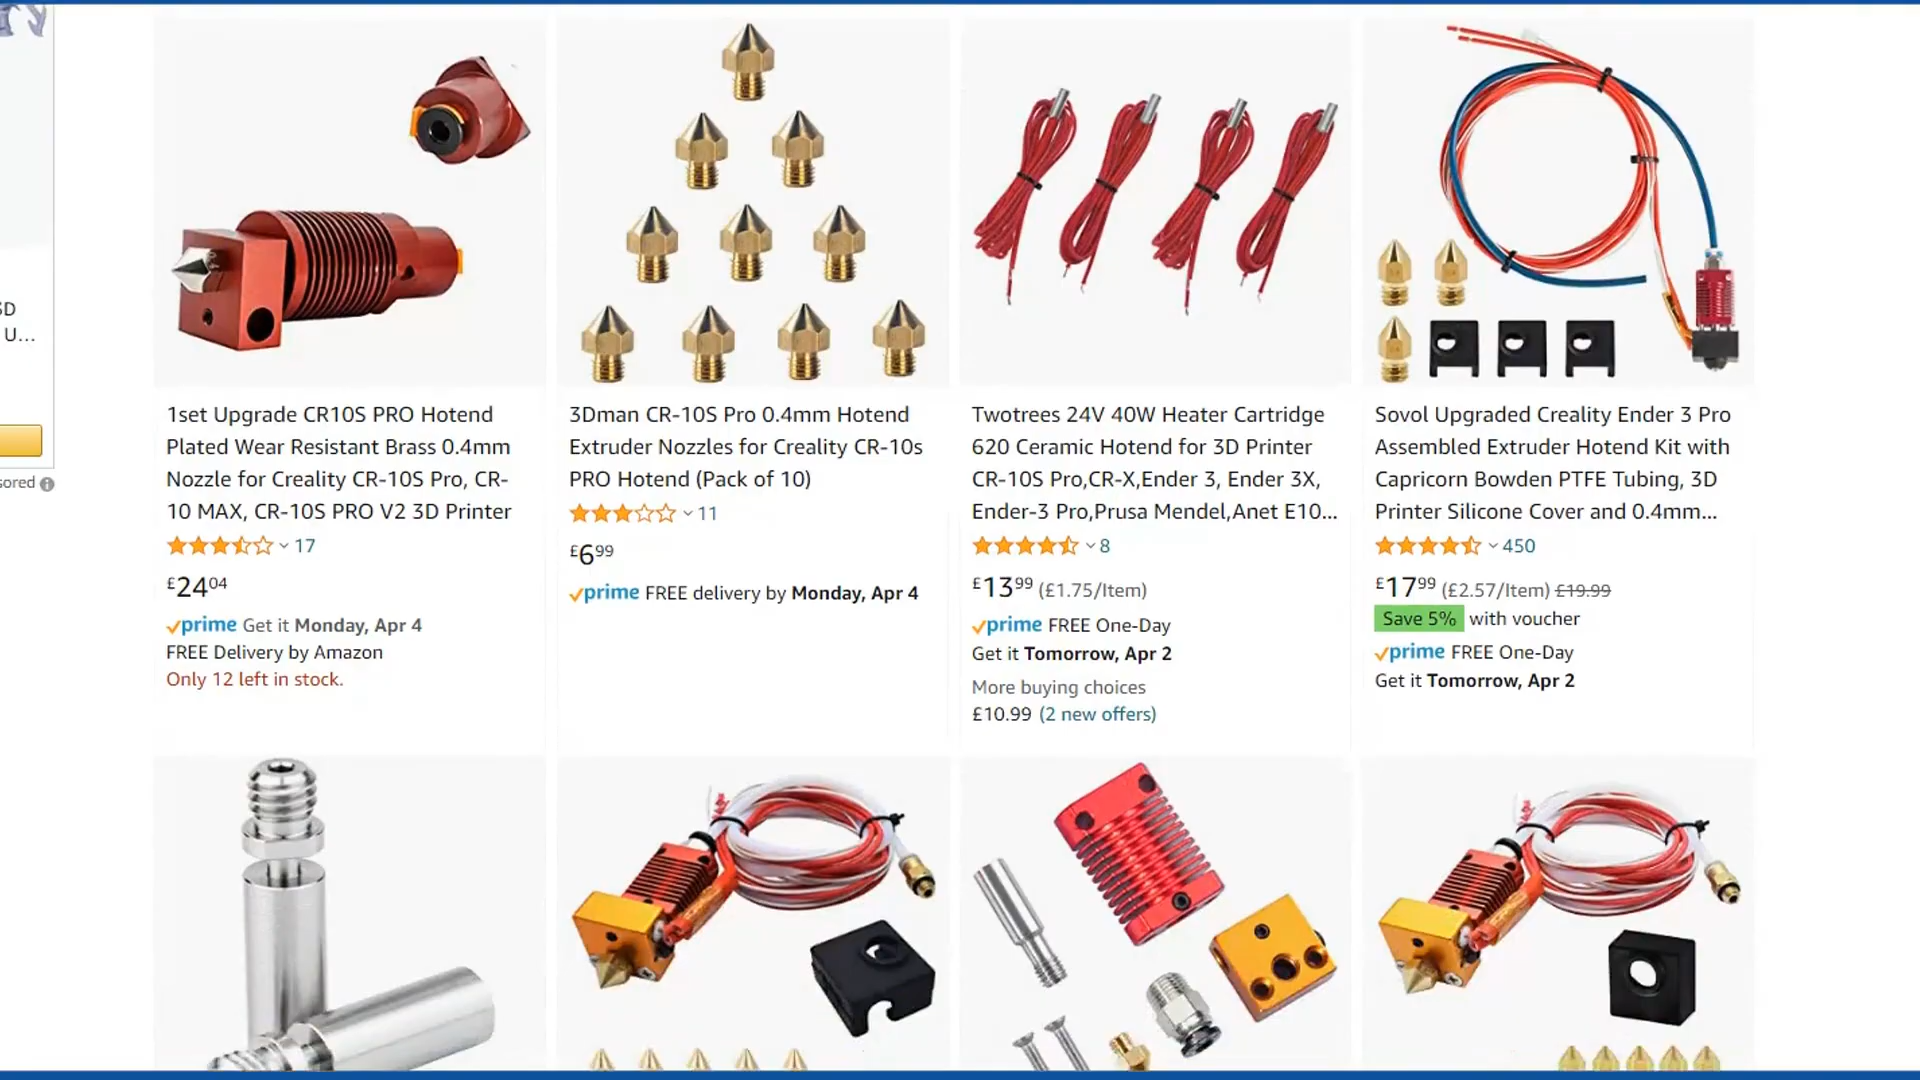 3D
U...
sored
1set Upgrade CR10S PRO Hotend
Plated Wear Resistant Brass 0.4mm
Nozzle for Creality CR-10S Pro, CR-
10 MAX, CR-10S PRO V2 3D Printer
17
£2404
prime Get it Monday, Apr 4
FREE Delivery by Amazon
Only 12 left in stock.
3Dman CR-10S Pro 0.4mm Hotend
Extruder Nozzles for Creality CR-10s
PRO Hotend (Pack of 10)
11
£699
prime FREE delivery by Monday, Apr 4
Twotrees 24V 40W Heater Cartridge
620 Ceramic Hotend for 3D Printer
CR-10S Pro,CR-X,Ender 3, Ender 3X,
Ender-3 Pro,Prusa Mendel,Anet E10...
8
£1399 (£1.75/Item)
prime FREE One-Day
Get it Tomorrow, Apr 2
More buying choices
£10.99 (2 new offers)
Sovol Upgraded Creality Ender 3 Pro
Assembled Extruder Hotend Kit with
Capricorn Bowden PTFE Tubing, 3D
Printer Silicone Cover and 0.4mm...
450
£1799 (£2.57/Item) £19.99
Save 5% with voucher
prime FREE One-Day
Get it Tomorrow, Apr 2